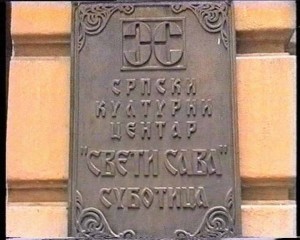 СРПСКИ
КУЛТУРНИ
ЦЕНТАР
"СВЕТИ САВА"
СУБОТИЦА